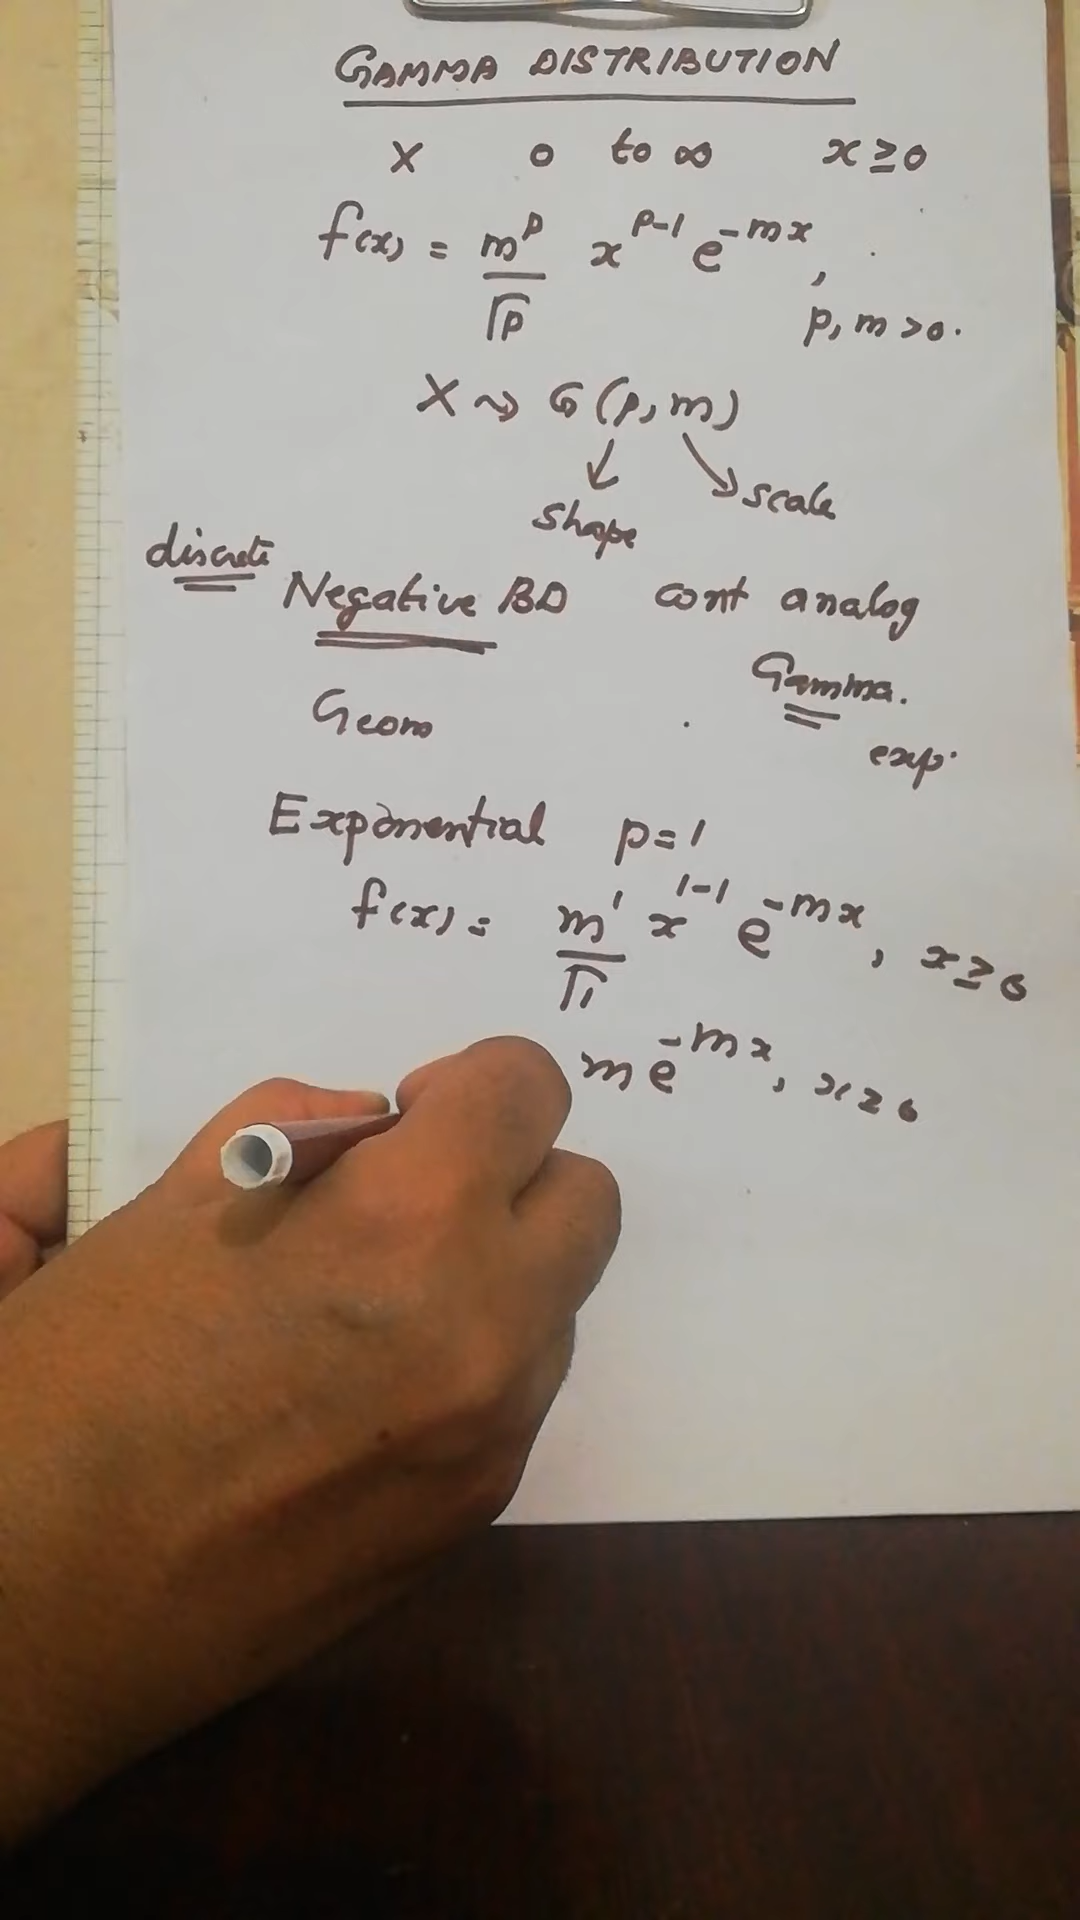 GAMMA DISTRIBUTION
X 0 to ∞ x ≥ 0
f(x) = m^p / Γp x^(p-1) e^(-mx),
p, m > 0.
X ~> G(p, m)
shape scale
discrete
Negative BD cont analog
Gamma.
Geom
exp.
Exponential p = 1
f(x) = m^1 / Γ1 x^(1-1) e^(-mx), x ≥ 0
m e^(-mx), x ≥ 0